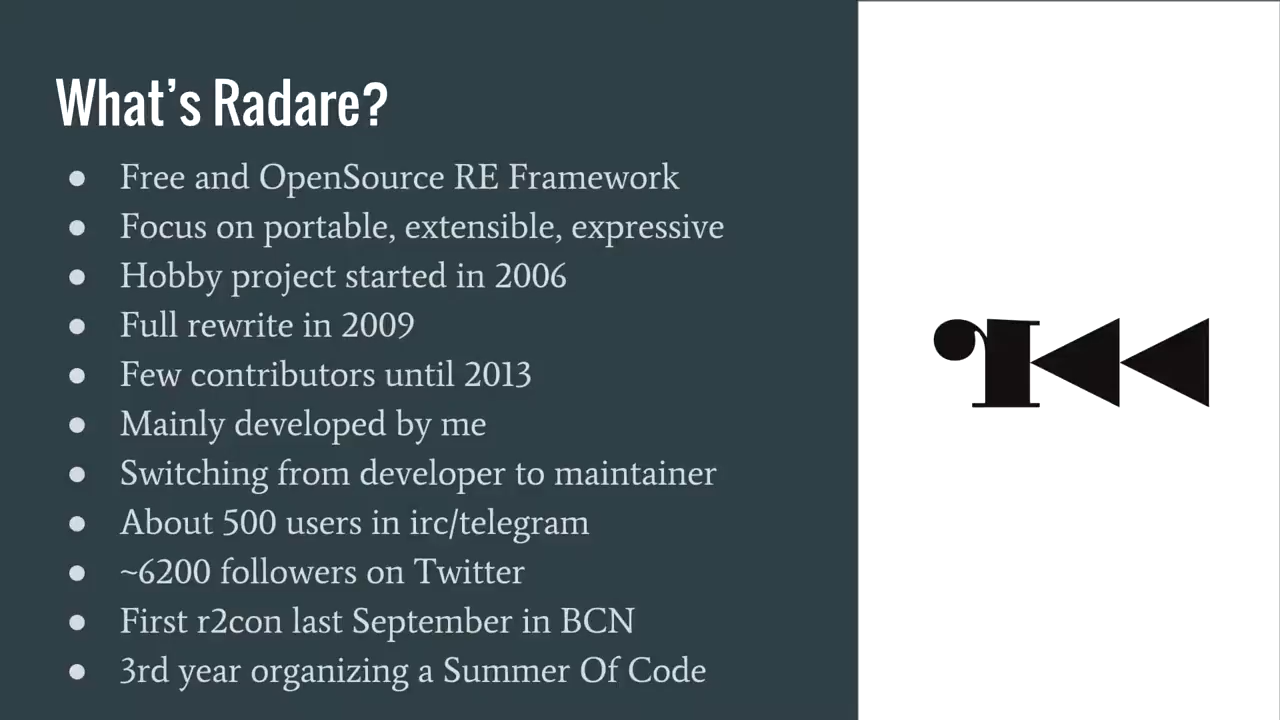 What's Radare?
● Free and OpenSource RE Framework
● Focus on portable, extensible, expressive
● Hobby project started in 2006
● Full rewrite in 2009
● Few contributors until 2013
● Mainly developed by me
● Switching from developer to maintainer
● About 500 users in irc/telegram
● ~6200 followers on Twitter
● First r2con last September in BCN
● 3rd year organizing a Summer Of Code